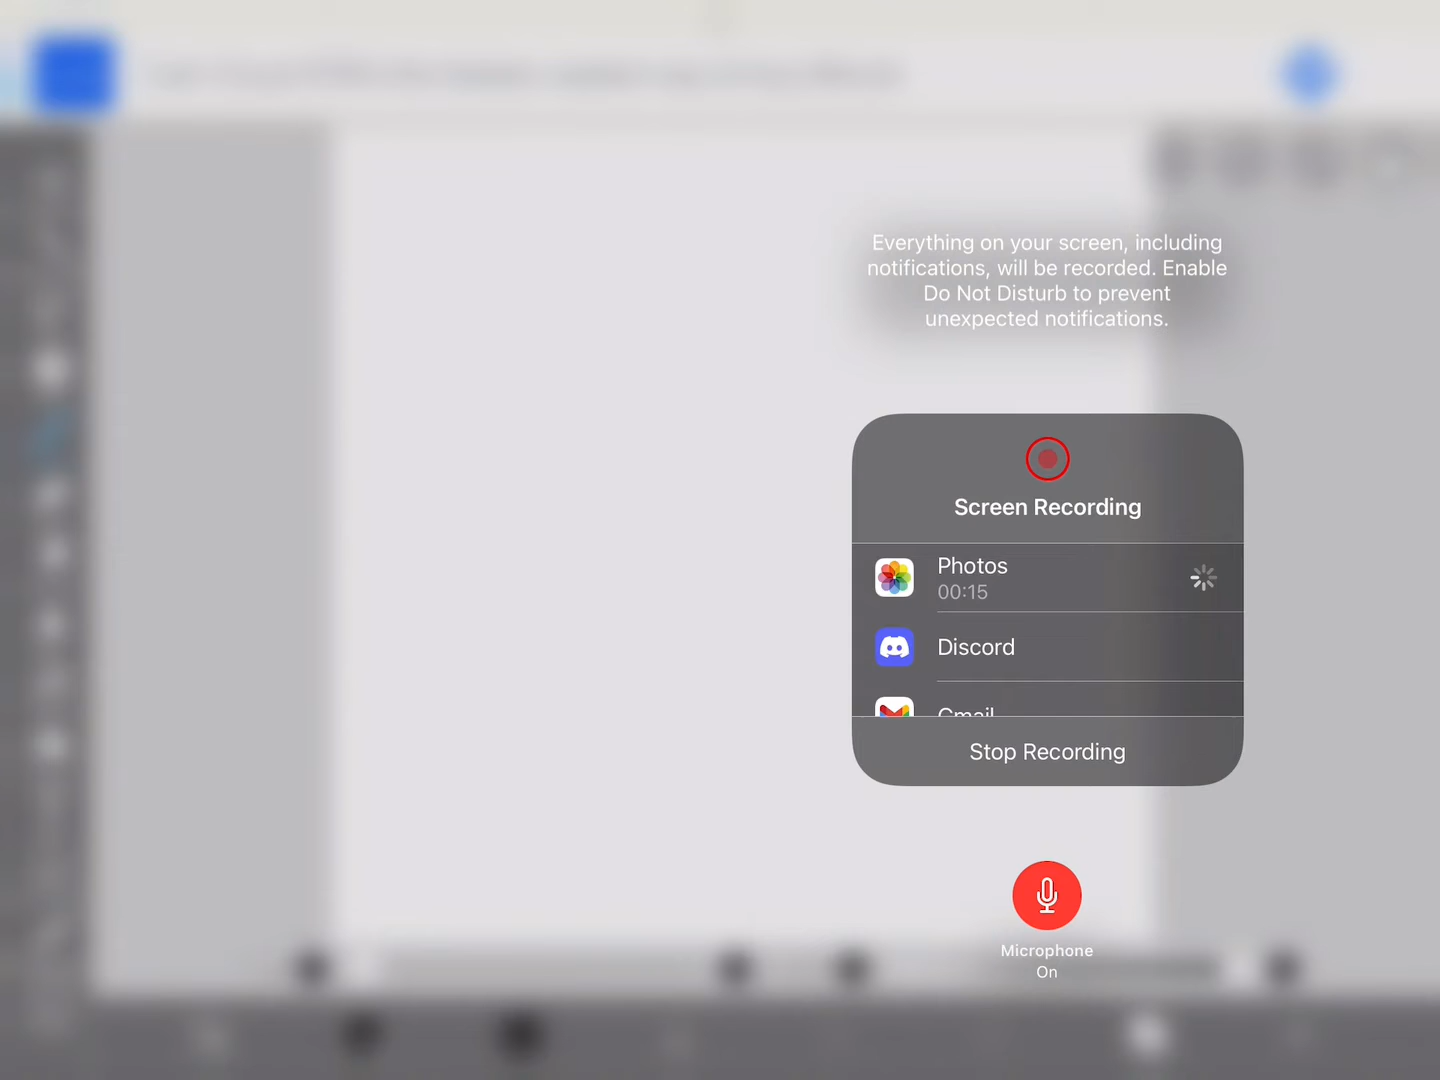 Everything on your screen, including
notifications, will be recorded. Enable
Do Not Disturb to prevent
unexpected notifications.
Screen Recording
Photos
00:15
Discord
Gmail
Stop Recording
Microphone
On